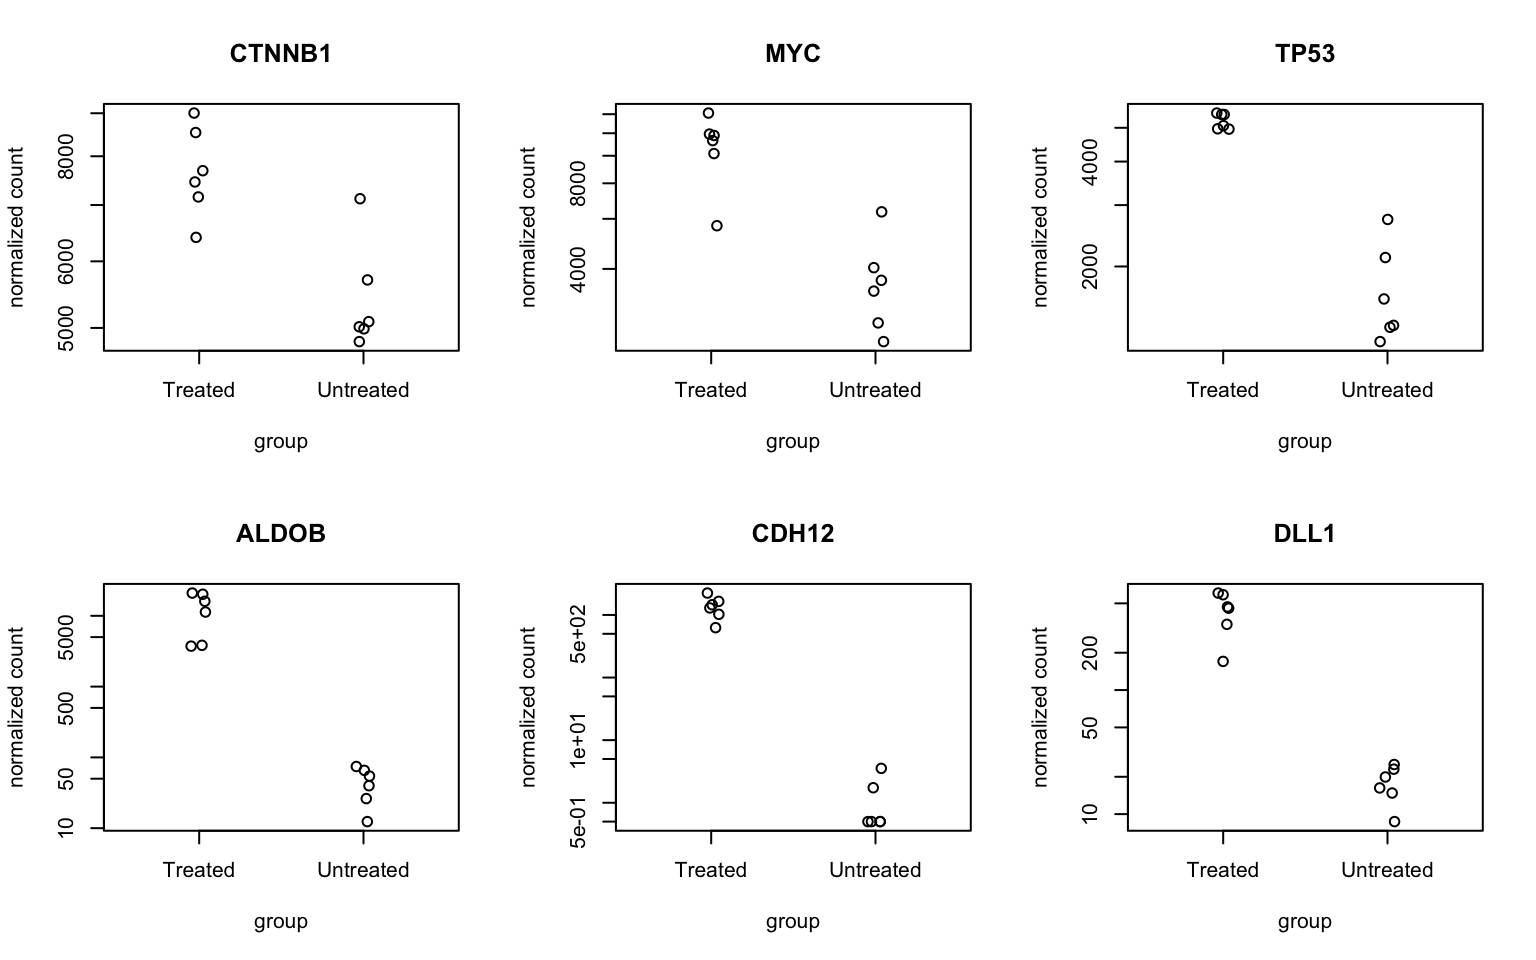 CTNNB1
normalized count
8000
6000
5000
Treated Untreated
group
MYC
normalized count
8000
4000
Treated Untreated
group
TP53
normalized count
4000
2000
Treated Untreated
group
ALDOB
normalized count
5000
500
50
10
Treated Untreated
group
CDH12
normalized count
5e+02
1e+01
5e-01
Treated Untreated
group
DLL1
normalized count
200
50
10
Treated Untreated
group